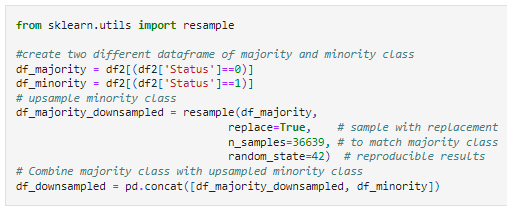 from sklearn.utils import resample
#create two different dataframe of majority and minority class
df_majority = df2[(df2['Status']==0)]
df_minority = df2[(df2['Status']==1)]
# upsample minority class
df_majority_downsampled = resample(df_majority,
replace=True,    # sample with replacement
n_samples=36639, # to match majority class
random_state=42)  # reproducible results
# Combine majority class with upsampled minority class
df_downsampled = pd.concat([df_majority_downsampled, df_minority])